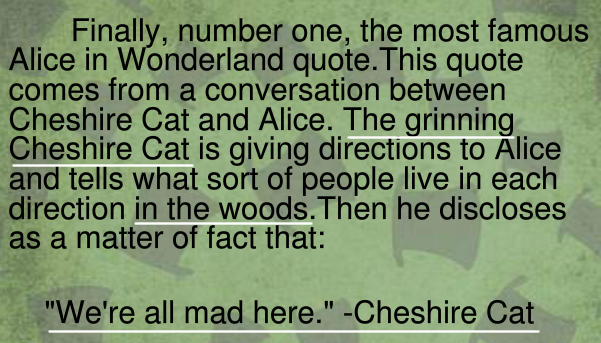 Finally, number one, the most famous
Alice in Wonderland quote.This quote
comes from a conversation between
Cheshire Cat and Alice. The grinning
Cheshire Cat is giving directions to Alice
and tells what sort of people live in each
direction in the woods.Then he discloses
as a matter of fact that:
"We're all mad here." -Cheshire Cat